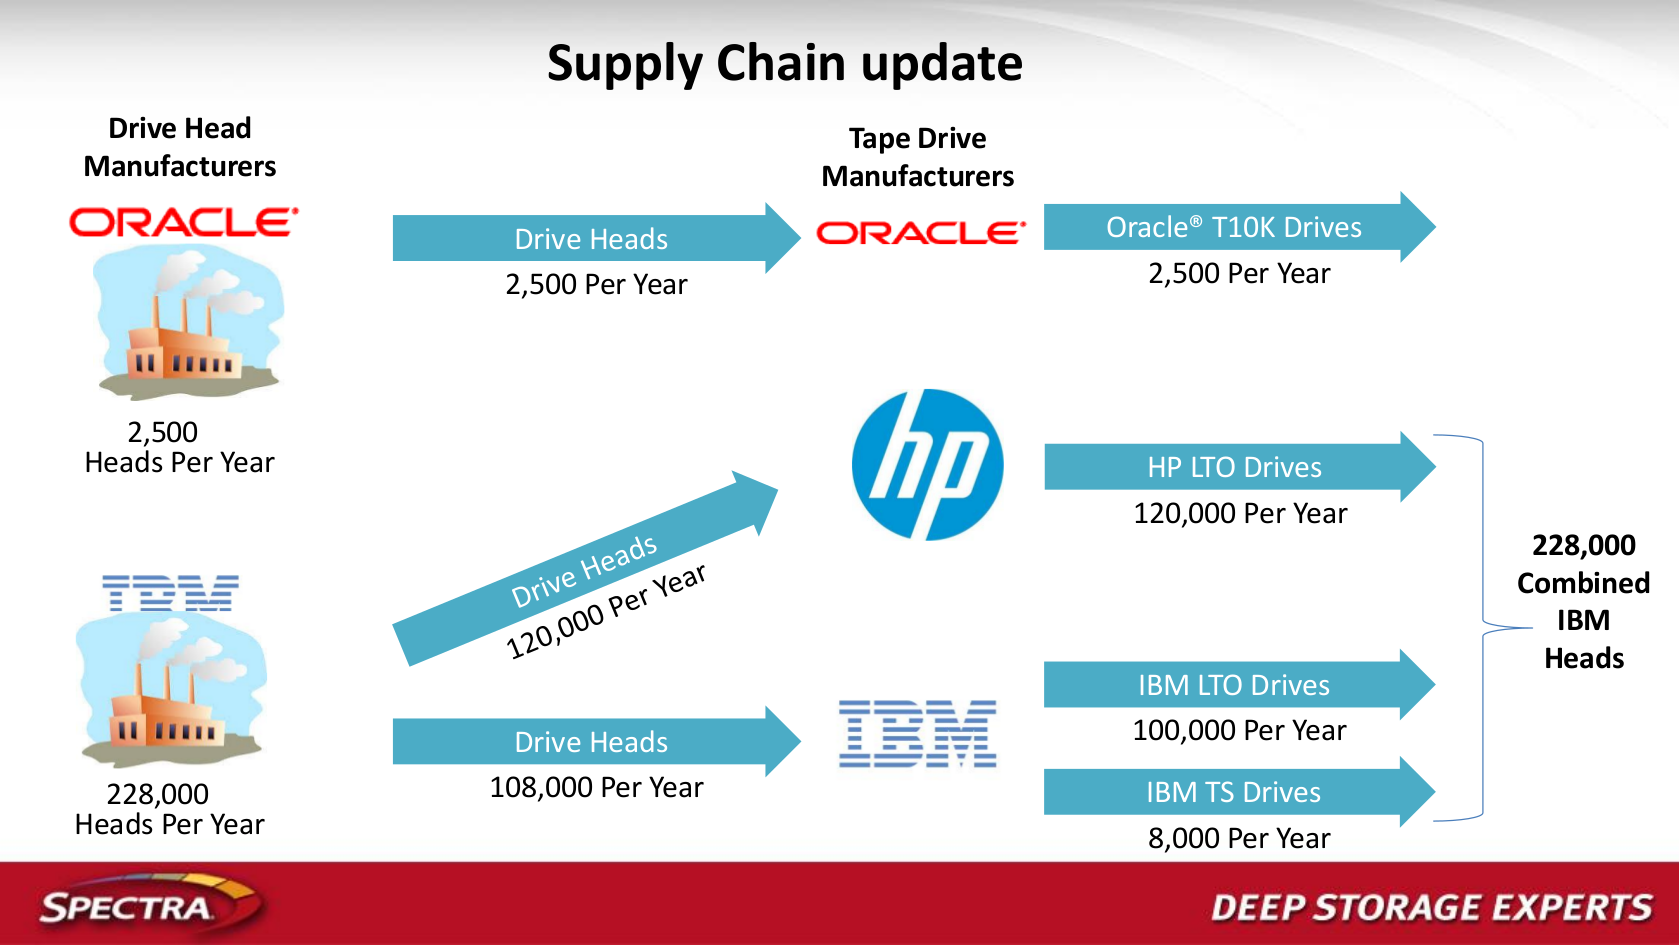 Supply Chain update
Drive Head
Manufacturers
ORACLE®
2,500
Heads Per Year
Drive Heads
2,500 Per Year
Tape Drive
Manufacturers
ORACLE®
Oracle® T10K Drives
2,500 Per Year
IBM
228,000
Heads Per Year
Drive Heads
120,000 Per Year
hp
HP LTO Drives
120,000 Per Year
Drive Heads
108,000 Per Year
IBM
IBM LTO Drives
100,000 Per Year
IBM TS Drives
8,000 Per Year
228,000
Combined
IBM
Heads
SPECTRA
DEEP STORAGE EXPERTS